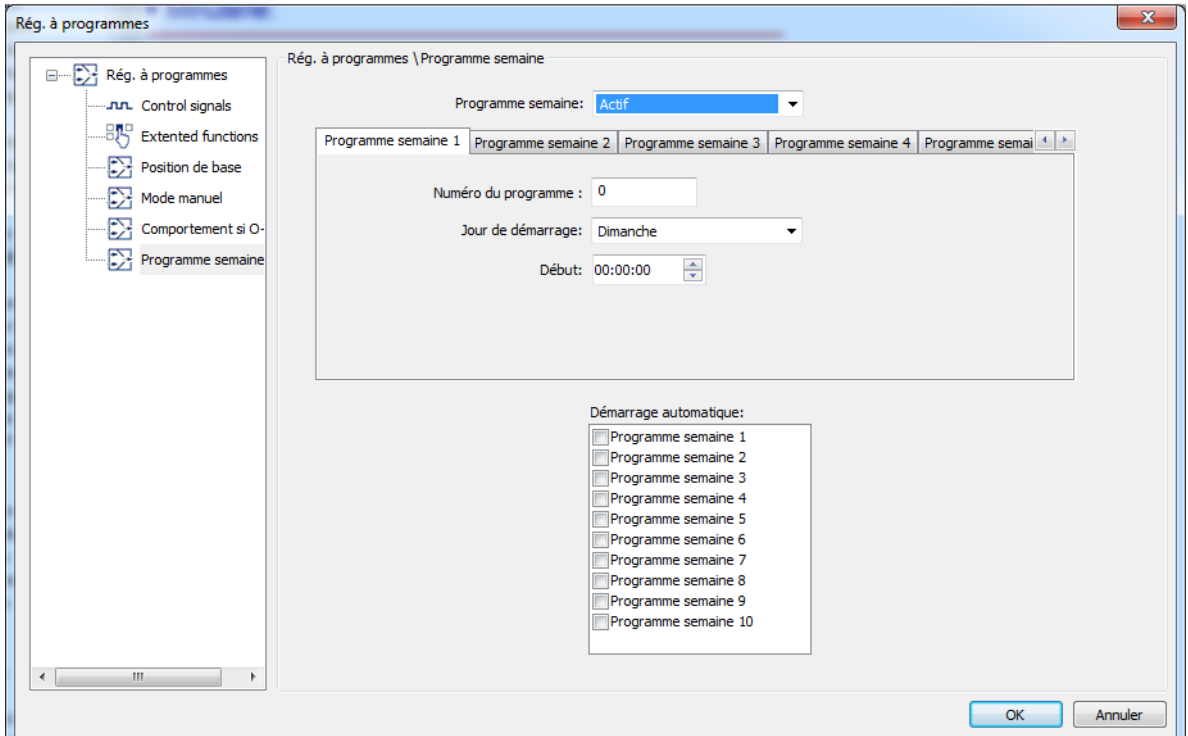 Rég. à programmes
Rég. à programmes
Control signals
Extented functions
Position de base
Mode manuel
Comportement si O-
Programme semaine
Rég. à programmes \ Programme semaine
Programme semaine: Actif
Programme semaine 1 Programme semaine 2 Programme semaine 3 Programme semaine 4 Programme semai
Numéro du programme : 0
Jour de démarrage: Dimanche
Début: 00:00:00
Démarrage automatique:
Programme semaine 1
Programme semaine 2
Programme semaine 3
Programme semaine 4
Programme semaine 5
Programme semaine 6
Programme semaine 7
Programme semaine 8
Programme semaine 9
Programme semaine 10
OK Annuler